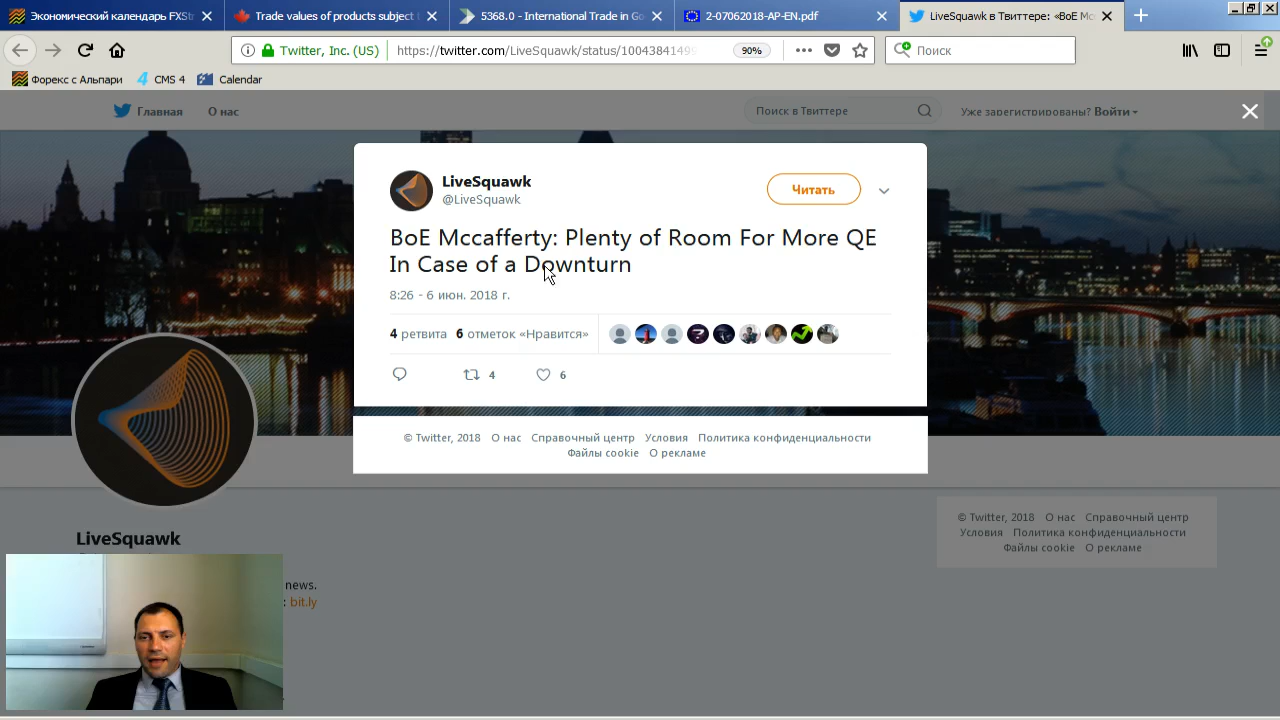 Экономический календарь FXStr
Trade values of products subject
5368.0 - International Trade in Go
2-07062018-AP-EN.pdf
LiveSquawk в Твиттере: «BoE Mc
Twitter, Inc. (US)
https://twitter.com/LiveSquawk/status/1004384149
90%
Поиск
Форекс с Альпари
CMS 4
Calendar
Главная
О нас
Поиск в Твиттере
Уже зарегистрированы? Войти
LiveSquawk
@LiveSquawk
Читать
BoE Mccafferty: Plenty of Room For More QE
In Case of a Downturn
8:26 - 6 июн. 2018 г.
4 ретвита 6 отметок «Нравится»
4
6
© Twitter, 2018 О нас Справочный центр Условия Политика конфиденциальности
Файлы cookie О рекламе
© Twitter, 2018 О нас Справочный центр
Условия Политика конфиденциальности
Файлы cookie О рекламе
LiveSquawk
news.
: bit.ly